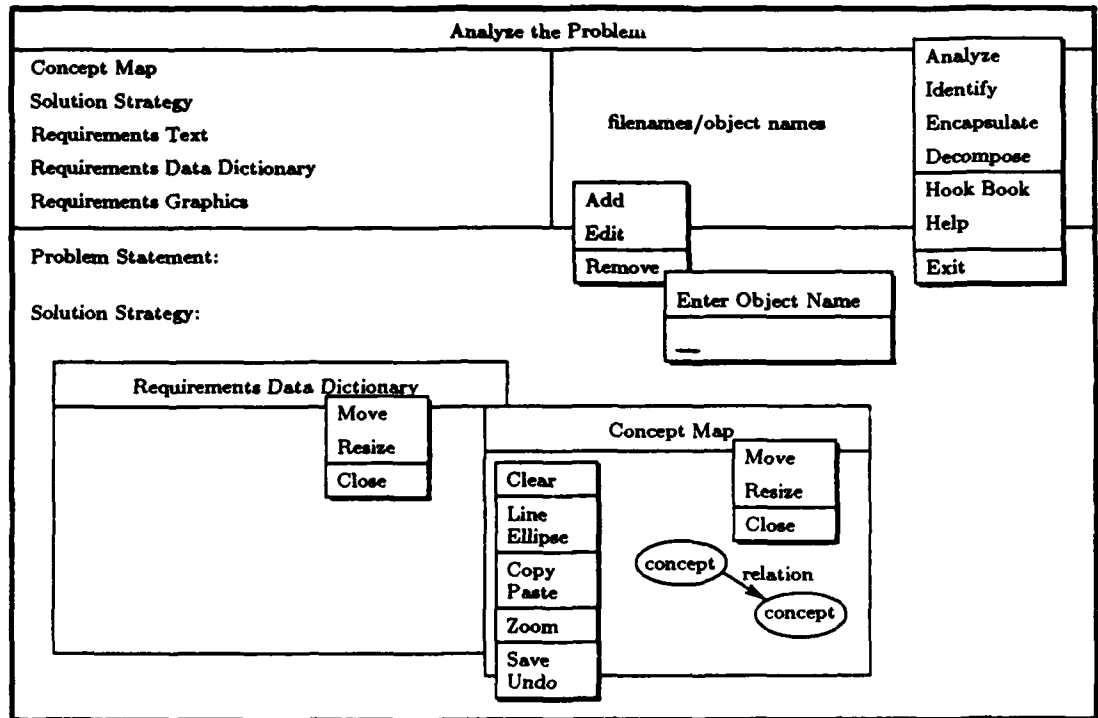 Analyze the Problem
Concept Map
Solution Strategy
Requirements Text
Requirements Data Dictionary
Requirements Graphics
filenames/object names
Analyze
Identify
Encapsulate
Decompose
Hook Book
Help
Exit
Add
Edit
Remove
Enter Object Name
Problem Statement:
Solution Strategy:
Requirements Data Dictionary
Move
Resize
Close
Concept Map
Move
Resize
Close
Clear
Line
Ellipse
Copy
Paste
Zoom
Save
Undo
concept
relation
concept